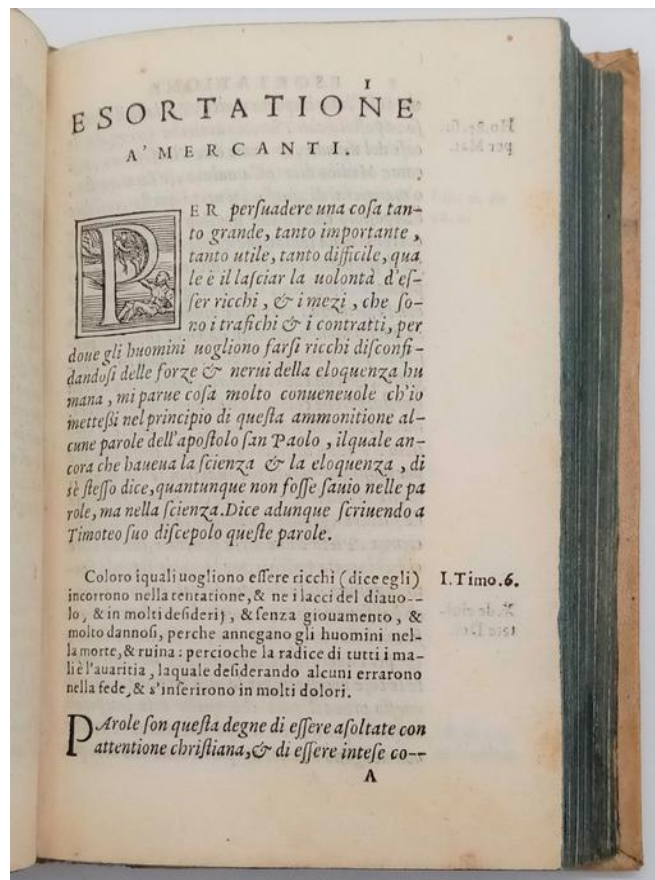 I
ESORTATIONE
A' MERCANTI.
PER perſuadere una coſa tan-
to grande, tanto importante,
tanto utile, tanto difficile, qua
le è il laſciar la uolontà d'eſ-
ſer ricchi, & i mezi, che ſo-
no i trafichi & i contratti, per
doue gli huomini uogliono farſi ricchi diſconfi-
dandoſi delle forze & nerui della eloquenza hu
mana, mi parue coſa molto conueneuole ch'io
metteßi nel principio di queſta ammonitione al-
cune parole dell'apoſtolo ſan Paolo, ilquale an-
cora che haueua la ſcienza & la eloquenza, di
sè ſteſſo dice, quantunque non foſſe ſauio nelle pa
role, ma nella ſcienza. Dice adunque ſcriuendo a
Timoteo ſuo diſcepolo queſte parole.
Coloro iquali uogliono eſſere ricchi (dice egli)
I. Timo. 6.
incorrono nella tentatione, & ne i lacci del diauo--
lo, & in molti deſiderij, & ſenza giouamento, &
molto dannoſi, perche annegano gli huomini nel-
la morte, & ruina: percioche la radice di tutti i ma-
li è l'auaritia, laquale deſiderando alcuni errarono
nella fede, & s'inſerirono in molti dolori.
PArole ſon queſta degne di eſſere aſoltate con
attentione chriſtiana, & di eſſere inteſe co--
A